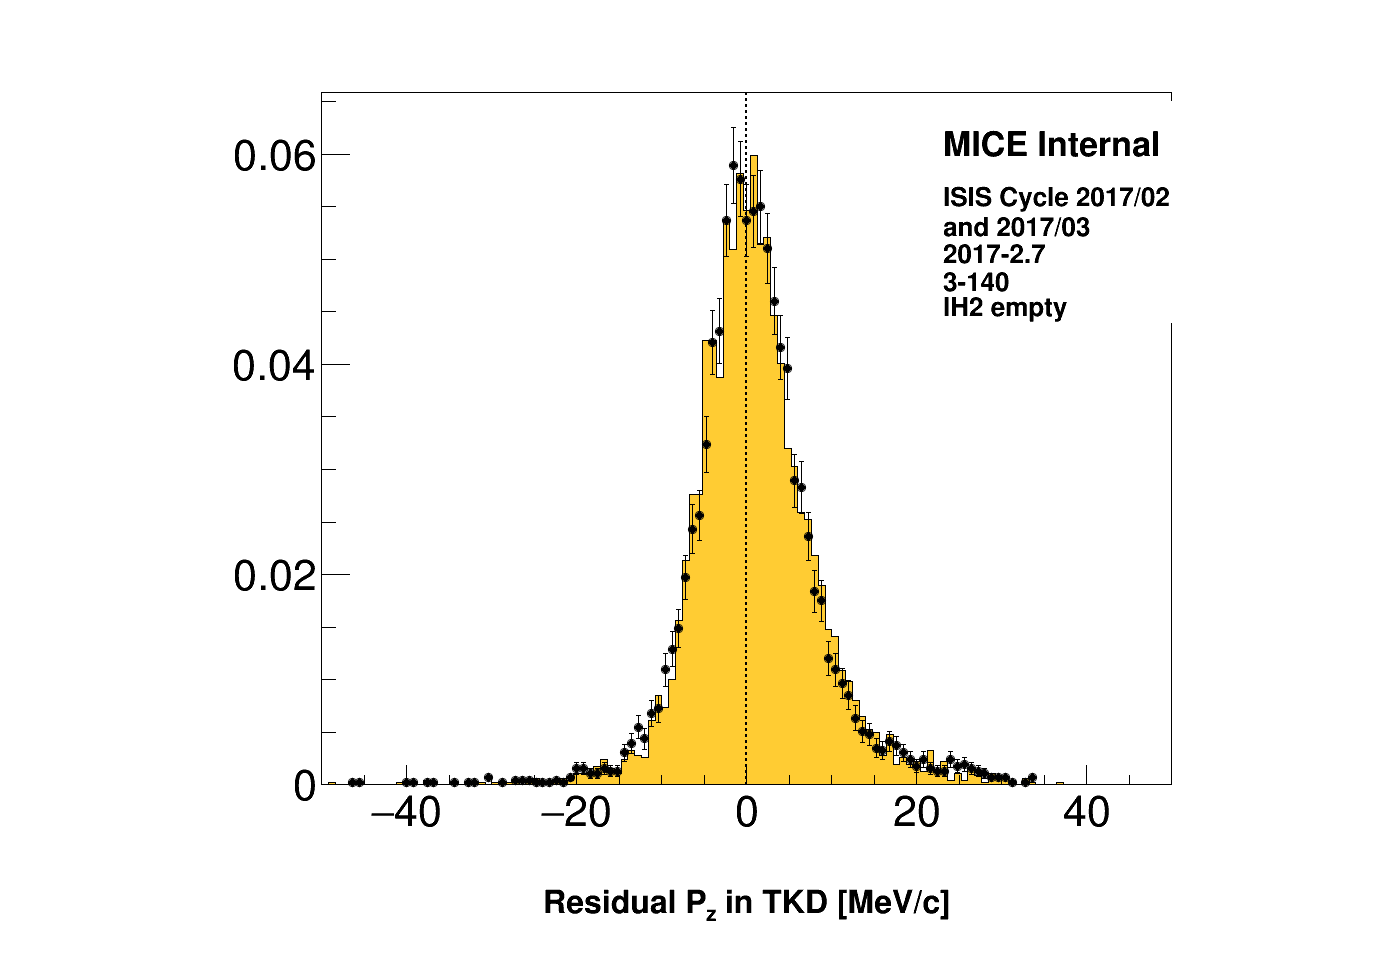 MICE Internal
ISIS Cycle 2017/02
and 2017/03
2017-2.7
3-140
lH2 empty
0.06
0.04
0.02
0
−40 −20 0 20 40
Residual Pz in TKD [MeV/c]